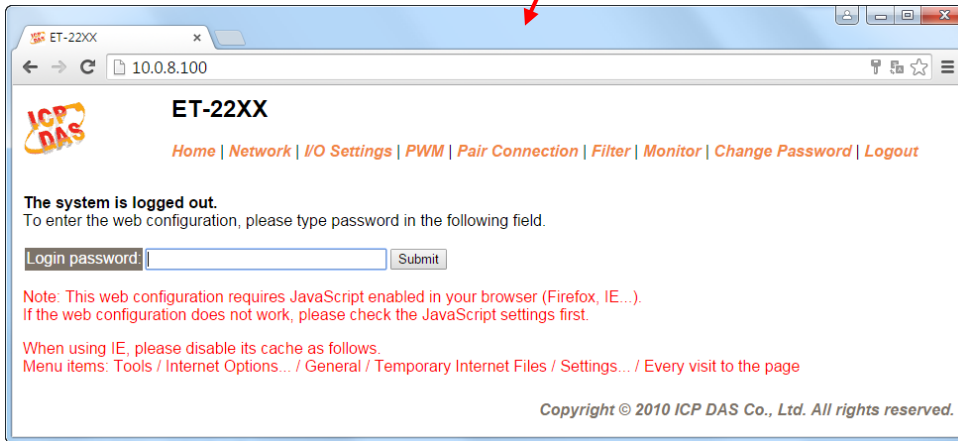 ET-22XX
10.0.8.100
ICP DAS
ET-22XX
Home | Network | I/O Settings | PWM | Pair Connection | Filter | Monitor | Change Password | Logout
The system is logged out.
To enter the web configuration, please type password in the following field.
Login password: Submit
Note: This web configuration requires JavaScript enabled in your browser (Firefox, IE...).
If the web configuration does not work, please check the JavaScript settings first.
When using IE, please disable its cache as follows.
Menu items: Tools / Internet Options... / General / Temporary Internet Files / Settings... / Every visit to the page
Copyright © 2010 ICP DAS Co., Ltd. All rights reserved.